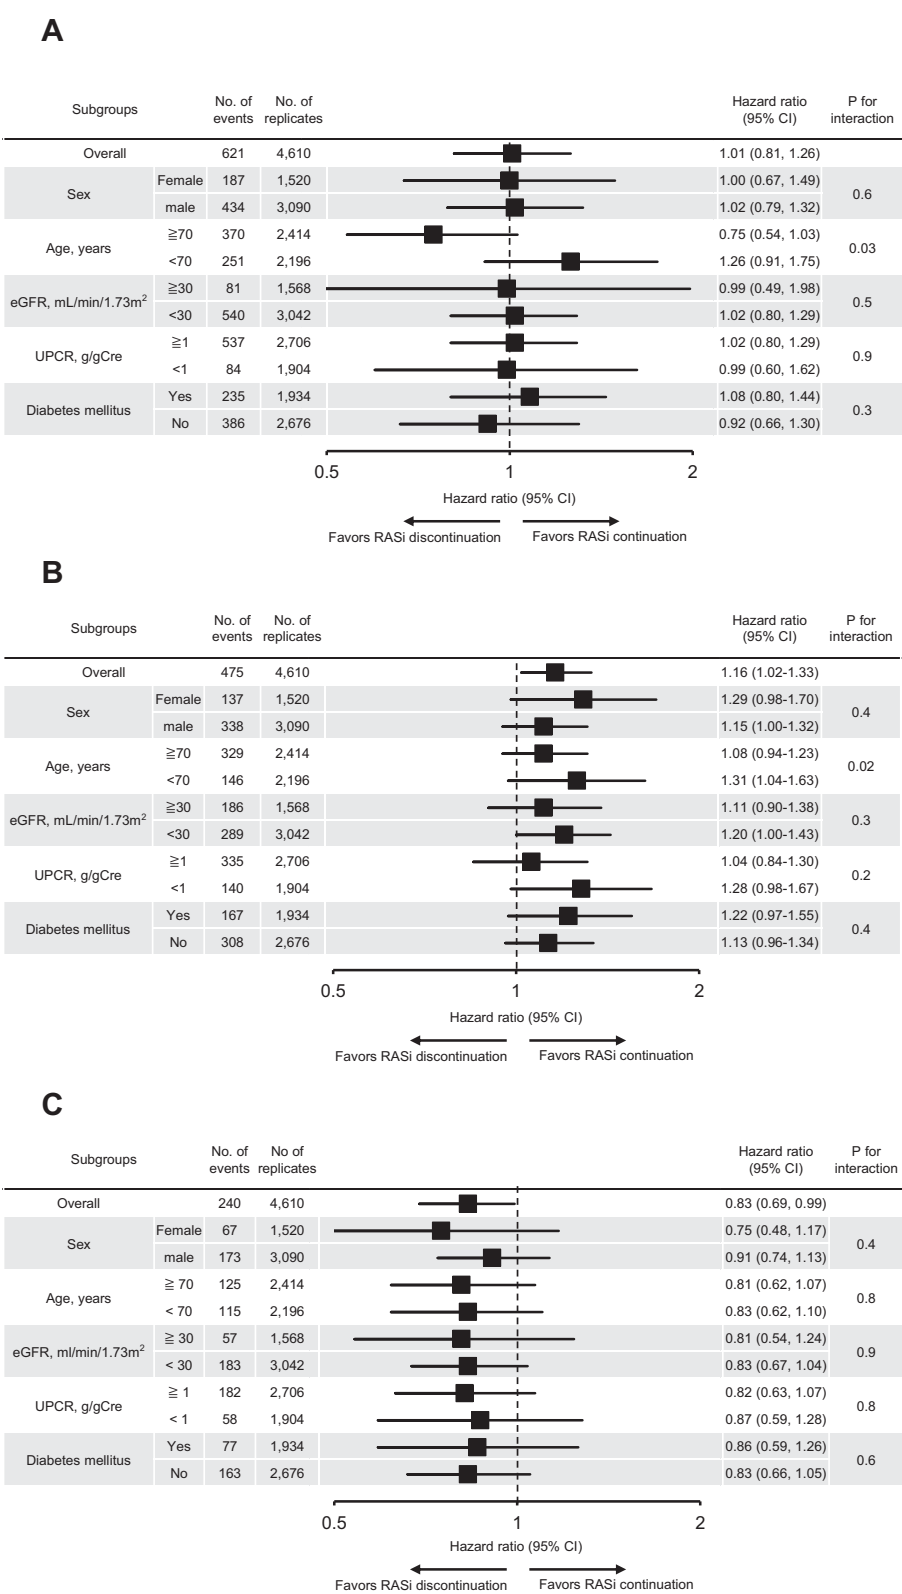 A
Subgroups No. of events No. of replicates Hazard ratio (95% CI) P for interaction
Overall 621 4,610 1.01 (0.81, 1.26)
Sex Female 187 1,520 1.00 (0.67, 1.49) 0.6
male 434 3,090 1.02 (0.79, 1.32)
Age, years ≧70 370 2,414 0.75 (0.54, 1.03) 0.03
<70 251 2,196 1.26 (0.91, 1.75)
eGFR, mL/min/1.73m² ≧30 81 1,568 0.99 (0.49, 1.98) 0.5
<30 540 3,042 1.02 (0.80, 1.29)
UPCR, g/gCre ≧1 537 2,706 1.02 (0.80, 1.29) 0.9
<1 84 1,904 0.99 (0.60, 1.62)
Diabetes mellitus Yes 235 1,934 1.08 (0.80, 1.44) 0.3
No 386 2,676 0.92 (0.66, 1.30)
0.5 1 2
Hazard ratio (95% CI)
Favors RASi discontinuation Favors RASi continuation
B
Subgroups No. of events No. of replicates Hazard ratio (95% CI) P for interaction
Overall 475 4,610 1.16 (1.02-1.33)
Sex Female 137 1,520 1.29 (0.98-1.70) 0.4
male 338 3,090 1.15 (1.00-1.32)
Age, years ≧70 329 2,414 1.08 (0.94-1.23) 0.02
<70 146 2,196 1.31 (1.04-1.63)
eGFR, mL/min/1.73m² ≧30 186 1,568 1.11 (0.90-1.38) 0.3
<30 289 3,042 1.20 (1.00-1.43)
UPCR, g/gCre ≧1 335 2,706 1.04 (0.84-1.30) 0.2
<1 140 1,904 1.28 (0.98-1.67)
Diabetes mellitus Yes 167 1,934 1.22 (0.97-1.55) 0.4
No 308 2,676 1.13 (0.96-1.34)
0.5 1 2
Hazard ratio (95% CI)
Favors RASi discontinuation Favors RASi continuation
C
Subgroups No. of events No of replicates Hazard ratio (95% CI) P for interaction
Overall 240 4,610 0.83 (0.69, 0.99)
Sex Female 67 1,520 0.75 (0.48, 1.17) 0.4
male 173 3,090 0.91 (0.74, 1.13)
Age, years ≧ 70 125 2,414 0.81 (0.62, 1.07) 0.8
< 70 115 2,196 0.83 (0.62, 1.10)
eGFR, ml/min/1.73m² ≧ 30 57 1,568 0.81 (0.54, 1.24) 0.9
< 30 183 3,042 0.83 (0.67, 1.04)
UPCR, g/gCre ≧ 1 182 2,706 0.82 (0.63, 1.07) 0.8
< 1 58 1,904 0.87 (0.59, 1.28)
Diabetes mellitus Yes 77 1,934 0.86 (0.59, 1.26) 0.6
No 163 2,676 0.83 (0.66, 1.05)
0.5 1 2
Hazard ratio (95% CI)
Favors RASi discontinuation Favors RASi continuation